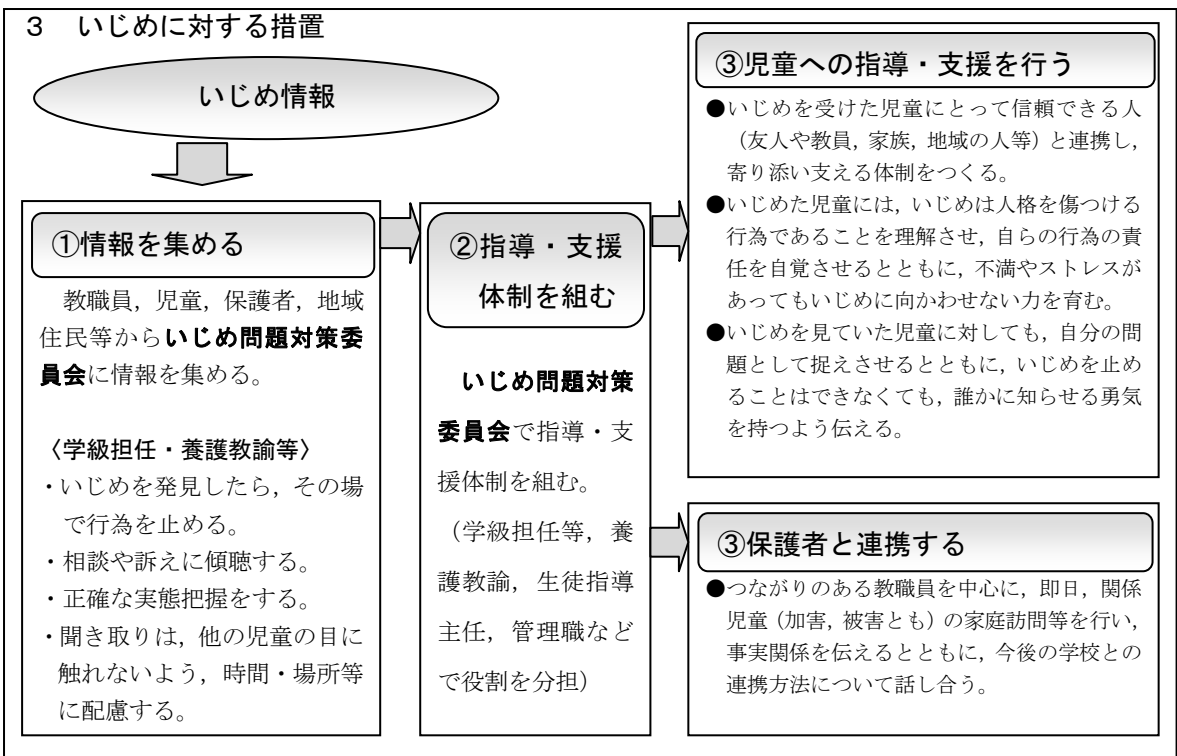 ３　いじめに対する措置
いじめ情報
①情報を集める
教職員，児童，保護者，地域
住民等からいじめ問題対策委
員会に情報を集める。
〈学級担任・養護教諭等〉
・いじめを発見したら，その場
で行為を止める。
・相談や訴えに傾聴する。
・正確な実態把握をする。
・聞き取りは，他の児童の目に
触れないよう，時間・場所等
に配慮する。
②指導・支援
体制を組む
いじめ問題対策
委員会で指導・支
援体制を組む。
（学級担任等，養
護教諭，生徒指導
主任，管理職など
で役割を分担）
③児童への指導・支援を行う
●いじめを受けた児童にとって信頼できる人
（友人や教員，家族，地域の人等）と連携し，
寄り添い支える体制をつくる。
●いじめた児童には，いじめは人格を傷つける
行為であることを理解させ，自らの行為の責
任を自覚させるとともに，不満やストレスが
あってもいじめに向かわせない力を育む。
●いじめを見ていた児童に対しても，自分の問
題として捉えさせるとともに，いじめを止め
ることはできなくても，誰かに知らせる勇気
を持つよう伝える。
③保護者と連携する
●つながりのある教職員を中心に，即日，関係
児童（加害，被害とも）の家庭訪問等を行い，
事実関係を伝えるとともに，今後の学校との
連携方法について話し合う。